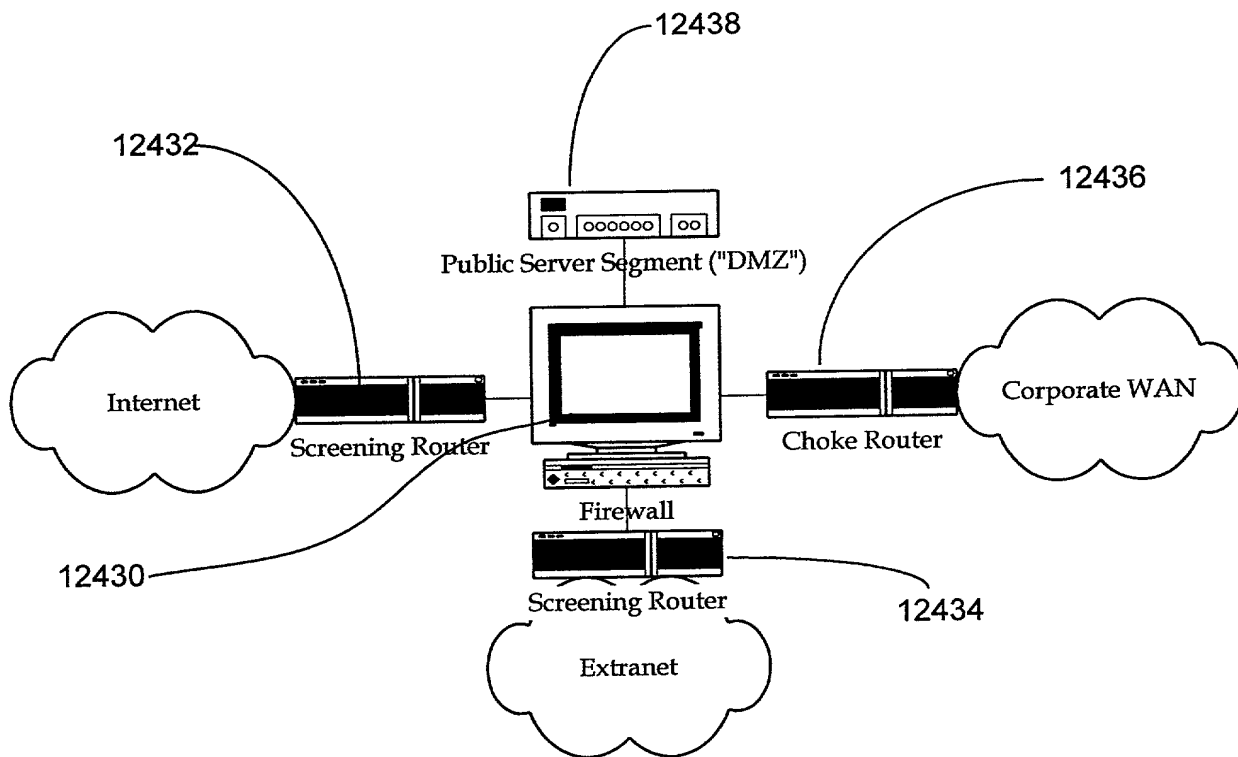 12438
12432
12436
Public Server Segment ("DMZ")
Internet
Screening Router
Choke Router
Corporate WAN
Firewall
12430
Screening Router
12434
Extranet